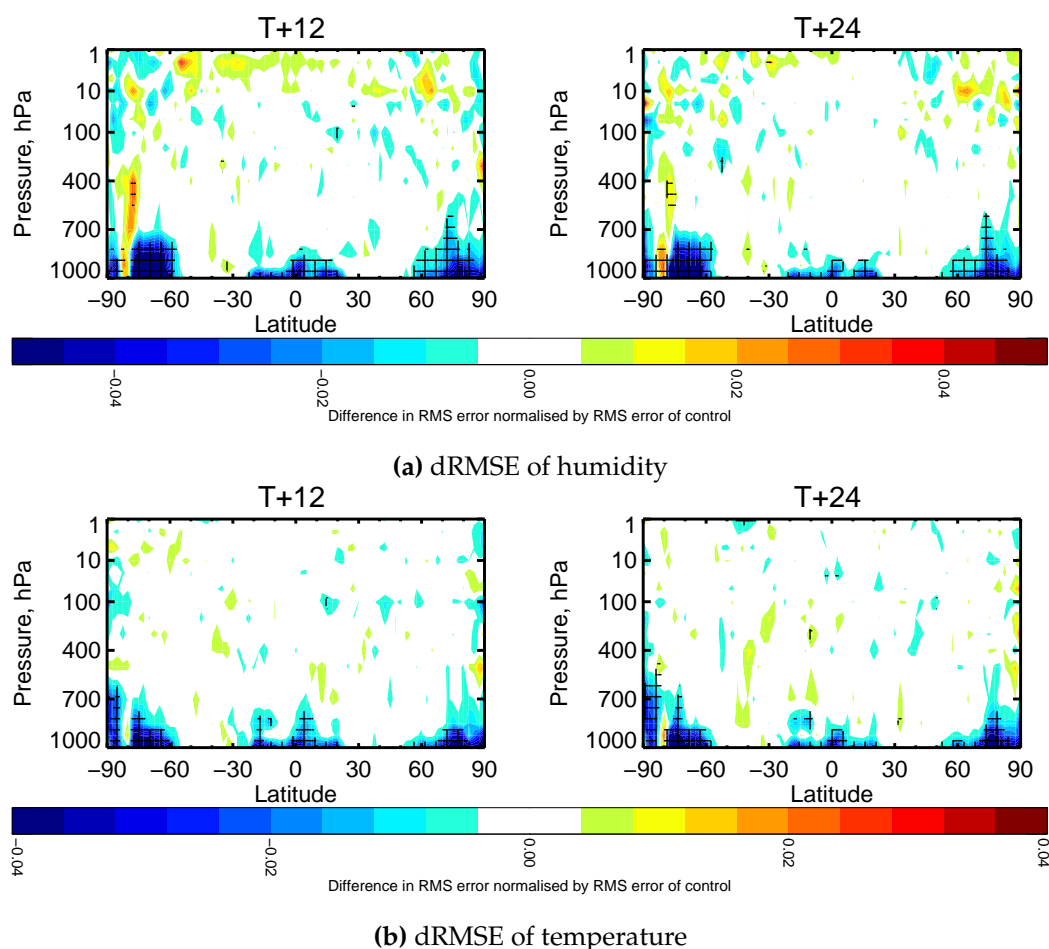 T+12
T+24
Pressure, hPa
1
10
100
400
700
1000
−90 −60 −30 0 30 60 90
Latitude
Pressure, hPa
1
10
100
400
700
1000
−90 −60 −30 0 30 60 90
Latitude
−0.04 −0.02 0.00 0.02 0.04
Difference in RMS error normalised by RMS error of control
(a) dRMSE of humidity
T+12
T+24
Pressure, hPa
1
10
100
400
700
1000
−90 −60 −30 0 30 60 90
Latitude
Pressure, hPa
1
10
100
400
700
1000
−90 −60 −30 0 30 60 90
Latitude
−0.04 −0.02 0.00 0.02 0.04
Difference in RMS error normalised by RMS error of control
(b) dRMSE of temperature